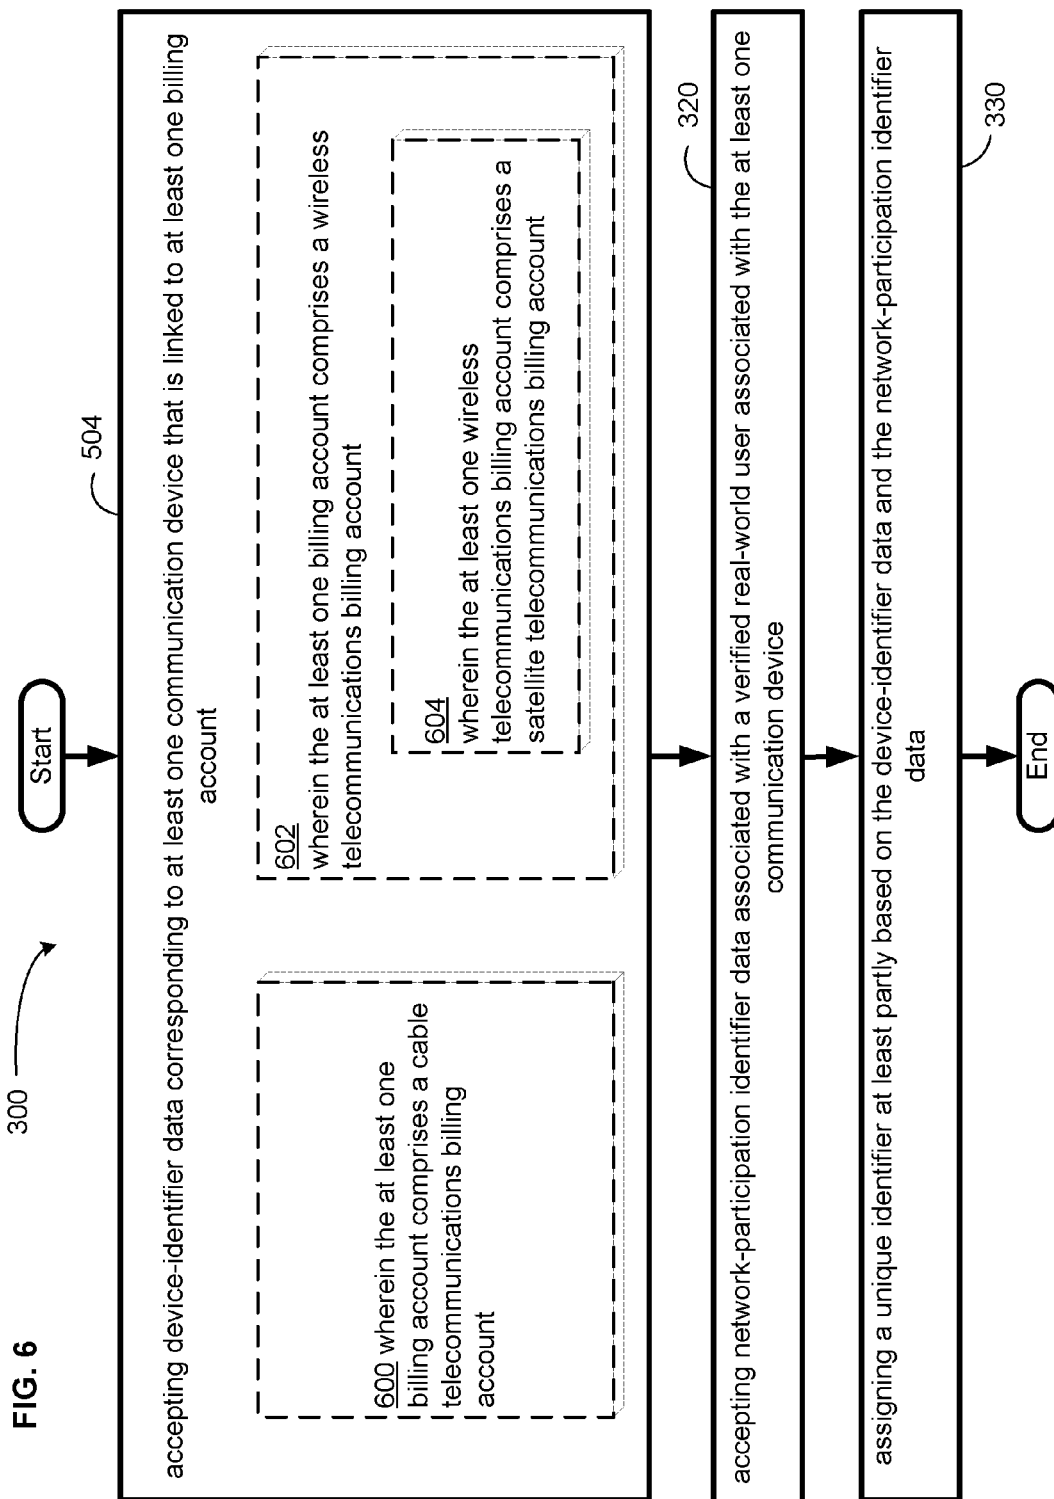 FIG. 6
300
Start
504
accepting device-identifier data corresponding to at least one communication device that is linked to at least one billing
account
600 wherein the at least one
billing account comprises a cable
telecommunications billing
account
602
wherein the at least one billing account comprises a wireless
telecommunications billing account
604
wherein the at least one wireless
telecommunications billing account comprises a
satellite telecommunications billing account
320
accepting network-participation identifier data associated with a verified real-world user associated with the at least one
communication device
330
assigning a unique identifier at least partly based on the device-identifier data and the network-participation identifier
data
End